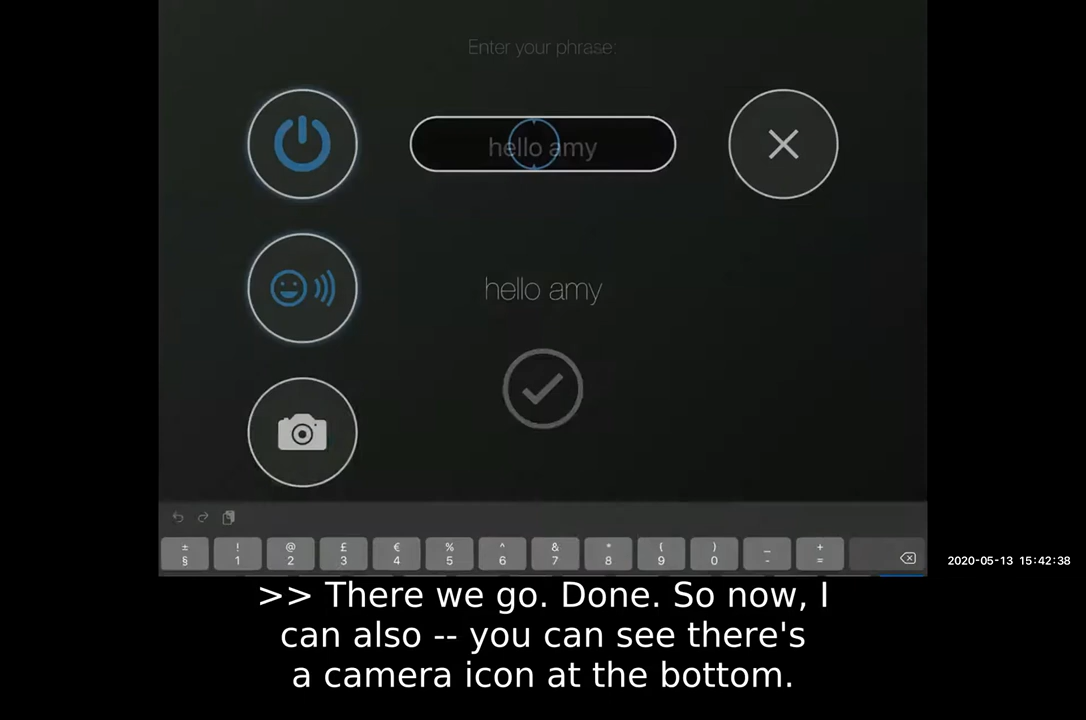 Enter your phrase:
hello amy
hello amy
± ! @ £ € % ^ & * ( ) _ +
§ 1 2 3 4 5 6 7 8 9 0 - =
2020-05-13 15:42:38
>> There we go. Done. So now, I
can also -- you can see there's
a camera icon at the bottom.